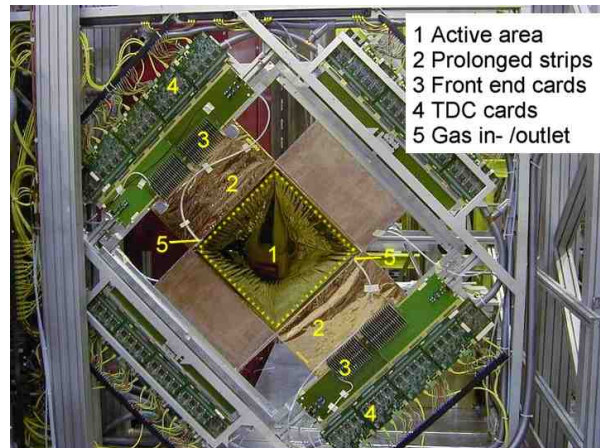 1 Active area
2 Prolonged strips
3 Front end cards
4 TDC cards
5 Gas in- /outlet
4
3
2
5
1
5
2
3
4